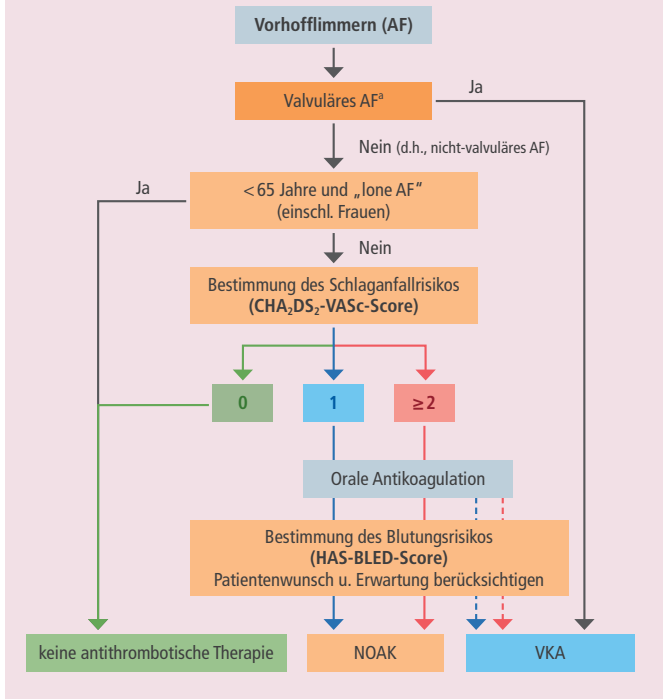 Vorhofflimmern (AF)
Valvuläres AFᵃ
Ja
Nein (d.h., nicht-valvuläres AF)
Ja
<65 Jahre und „lone AF“
(einschl. Frauen)
Nein
Bestimmung des Schlaganfallrisikos
(CHA₂DS₂-VASc-Score)
0
1
≥2
Orale Antikoagulation
Bestimmung des Blutungsrisikos
(HAS-BLED-Score)
Patientenwunsch u. Erwartung berücksichtigen
keine antithrombotische Therapie
NOAK
VKA